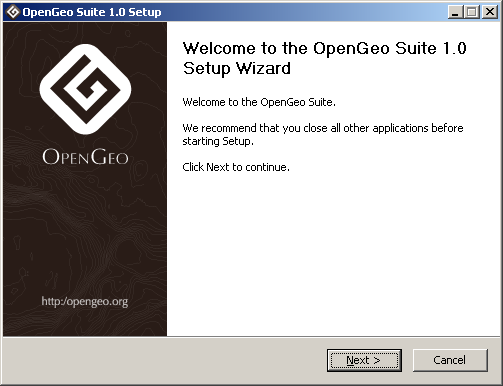 OpenGeo Suite 1.0 Setup
OPENGEO
http:/opengeo.org
Welcome to the OpenGeo Suite 1.0
Setup Wizard
Welcome to the OpenGeo Suite.
We recommend that you close all other applications before
starting Setup.
Click Next to continue.
Next >
Cancel